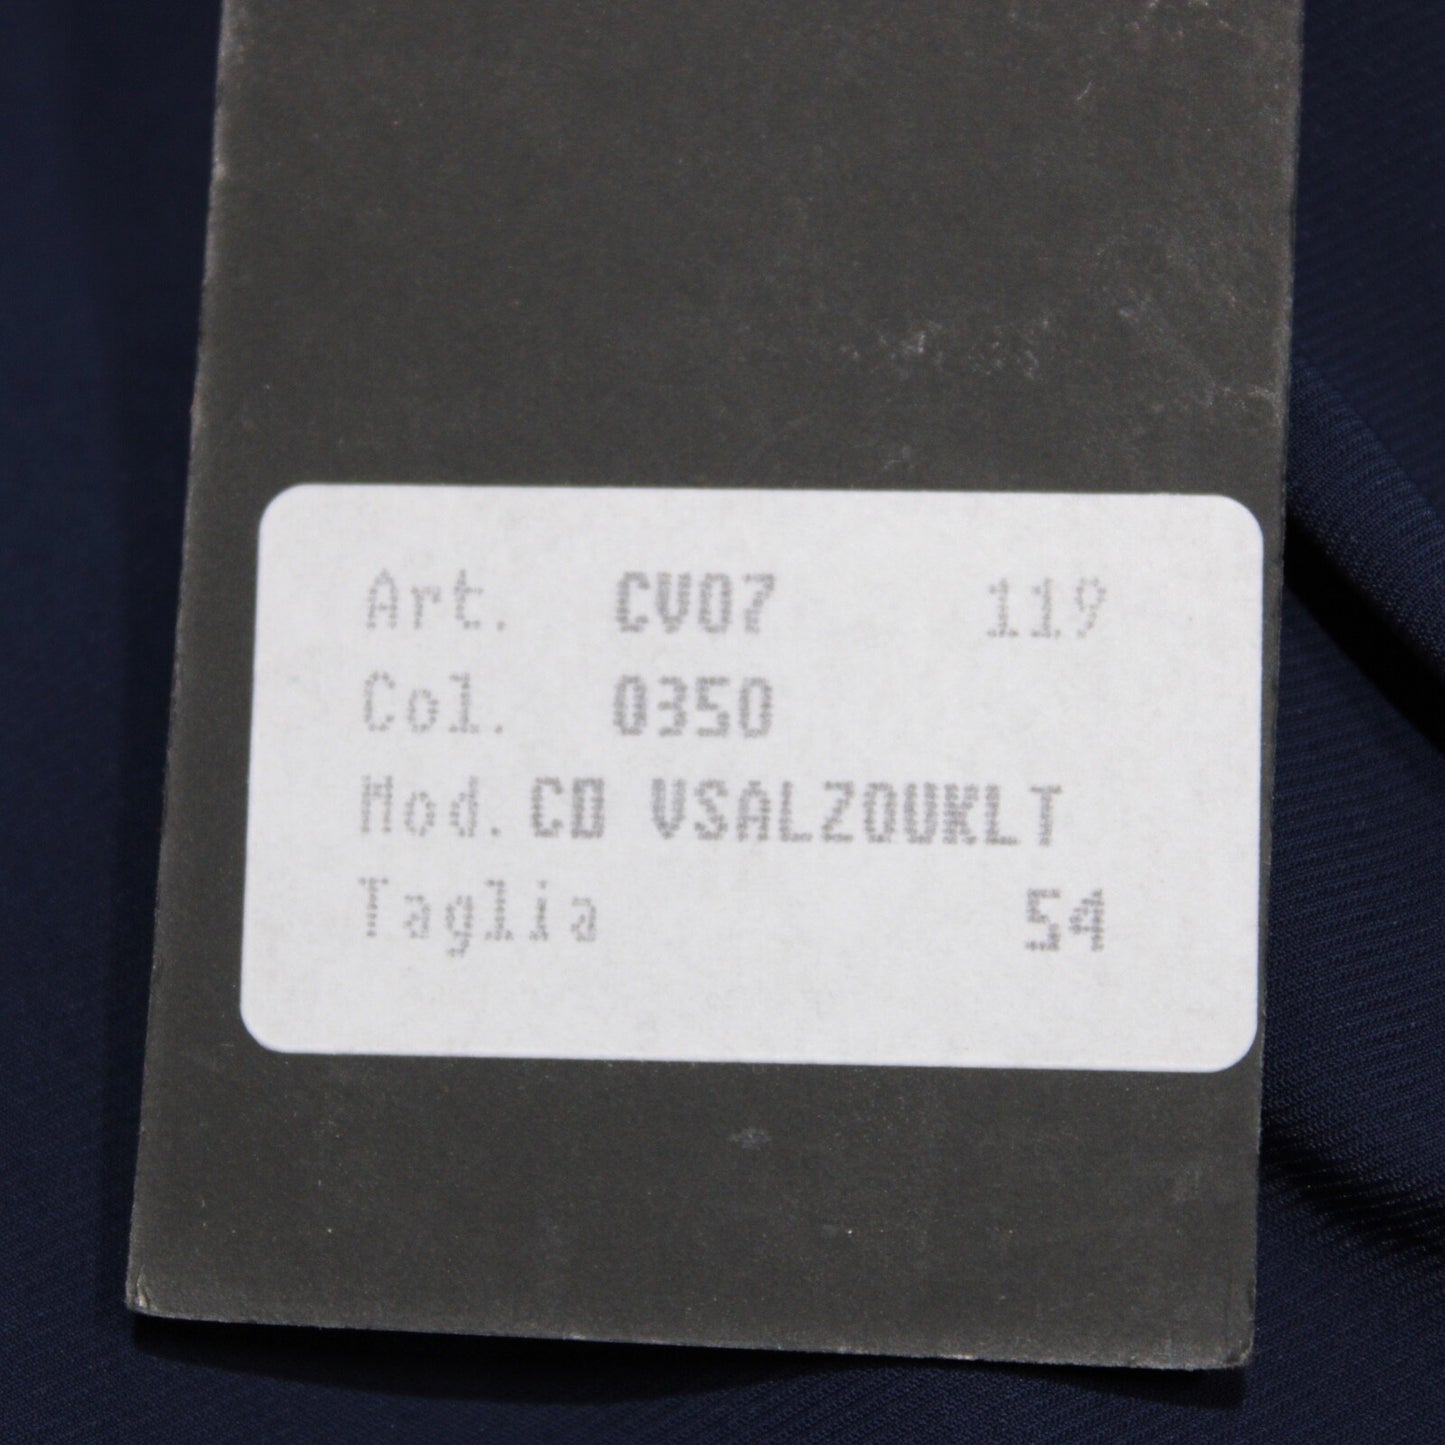 Art. CV07 119
Col. 0350
Mod. CD VSALZOUKLT
Taglia 54